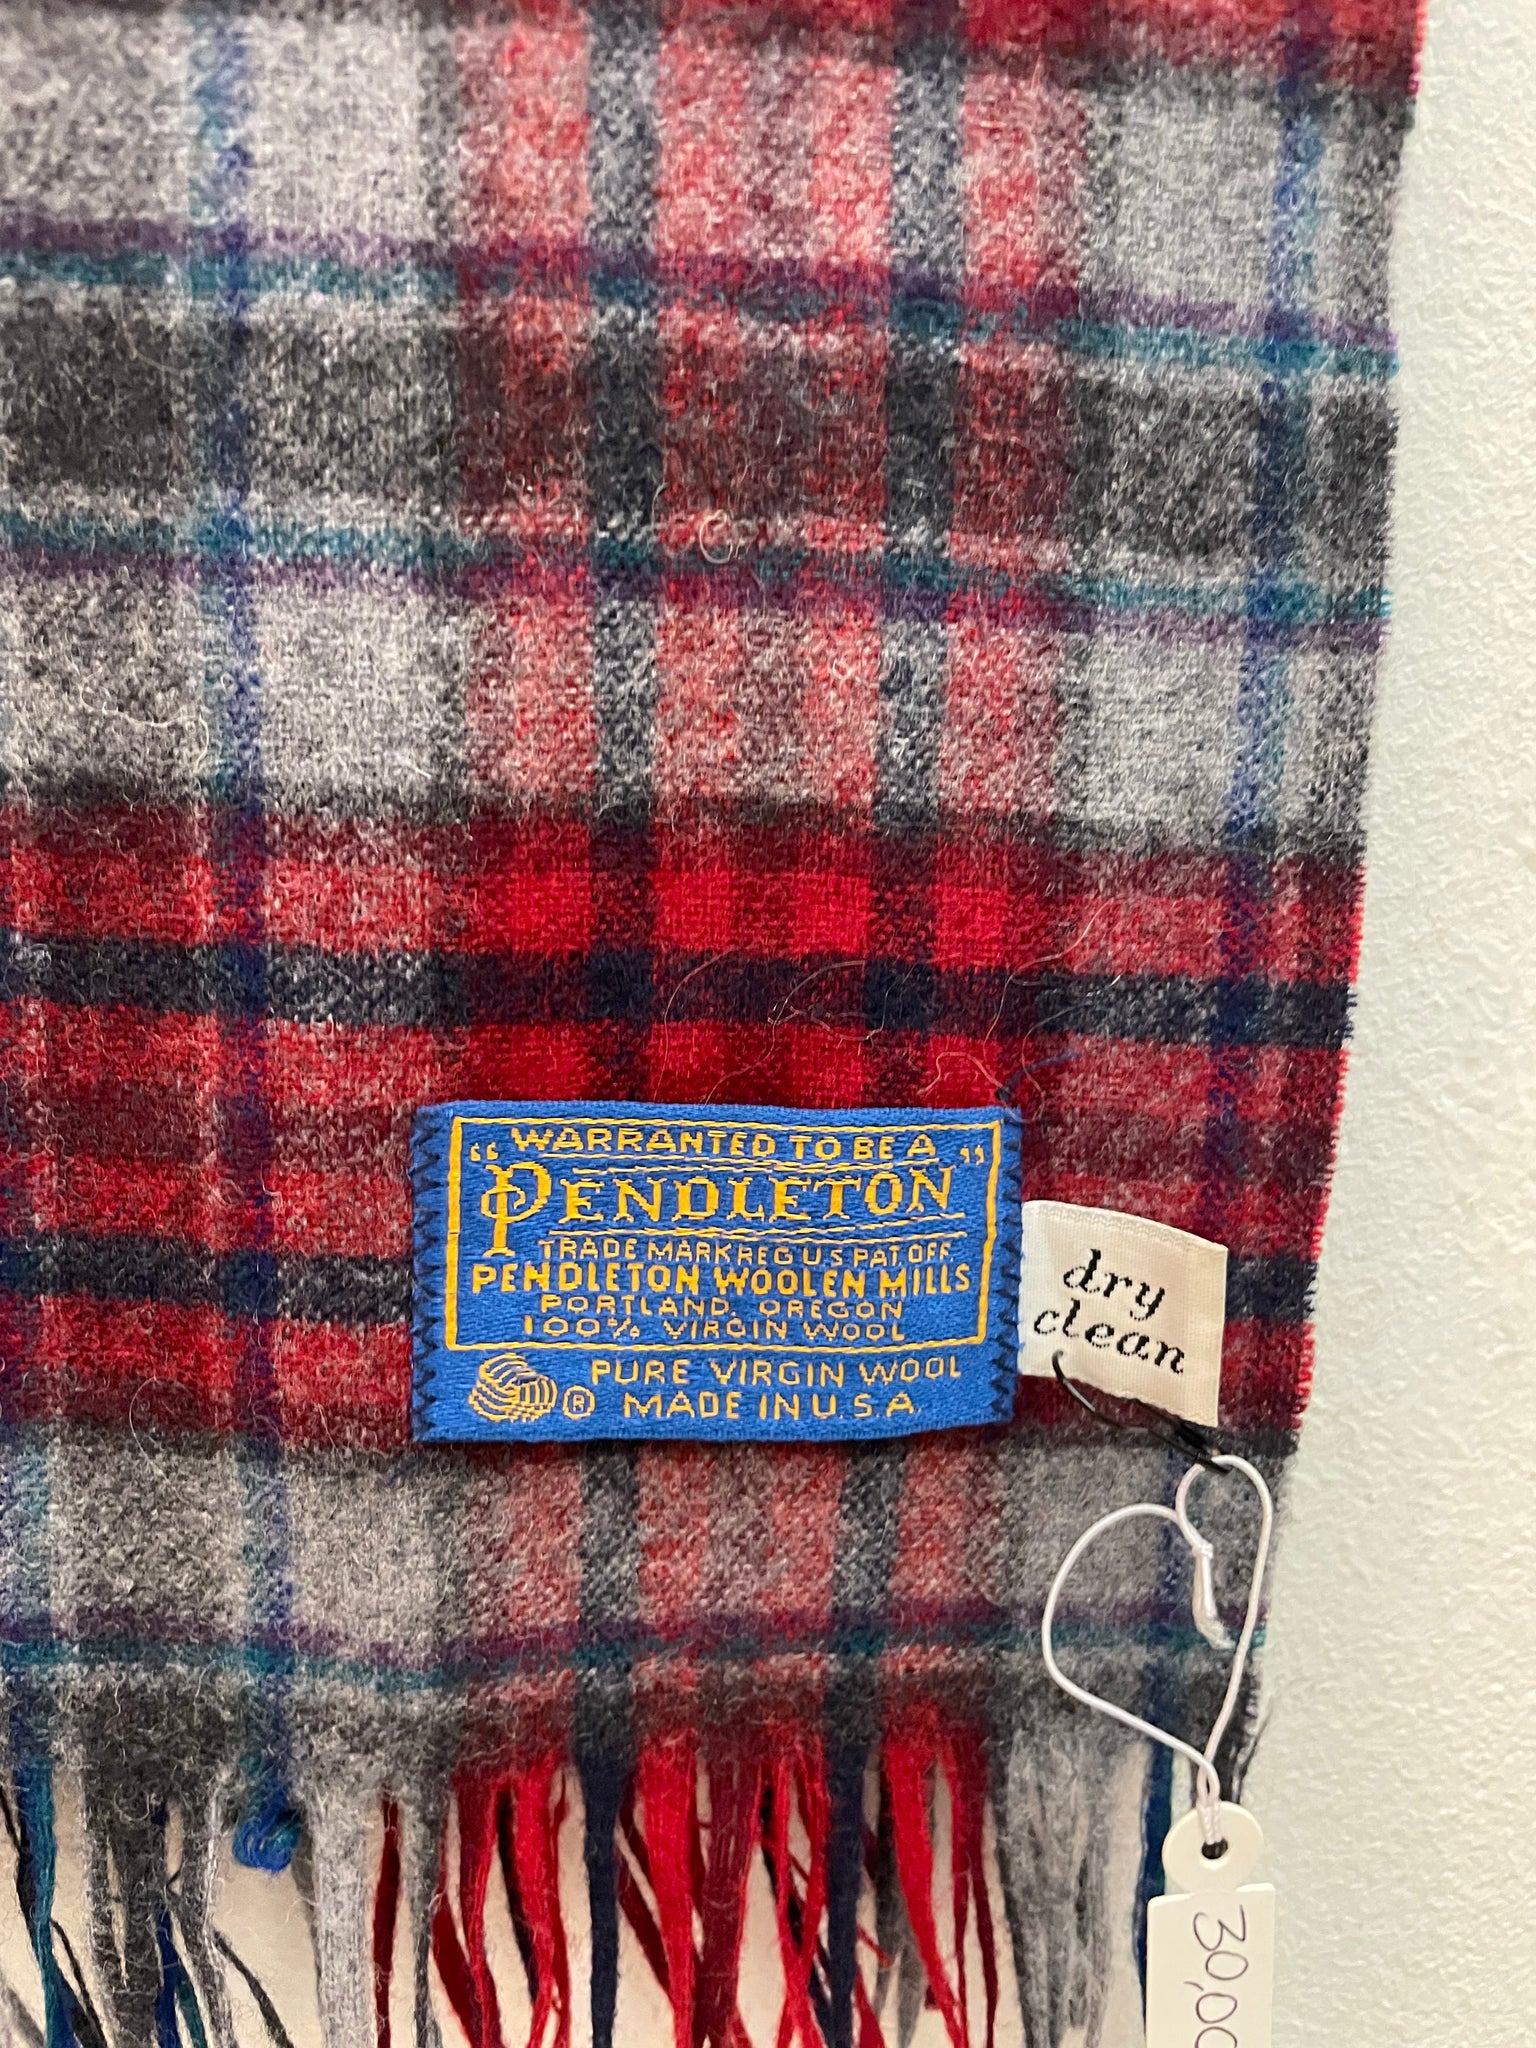 "WARRANTED TO BE A
PENDLETON"
TRADE MARK REG U S PAT. OFF.
PENDLETON WOOLEN MILLS
PORTLAND, OREGON
100% VIRGIN WOOL
PURE VIRGIN WOOL
® MADE IN U.S.A.
dry
clean